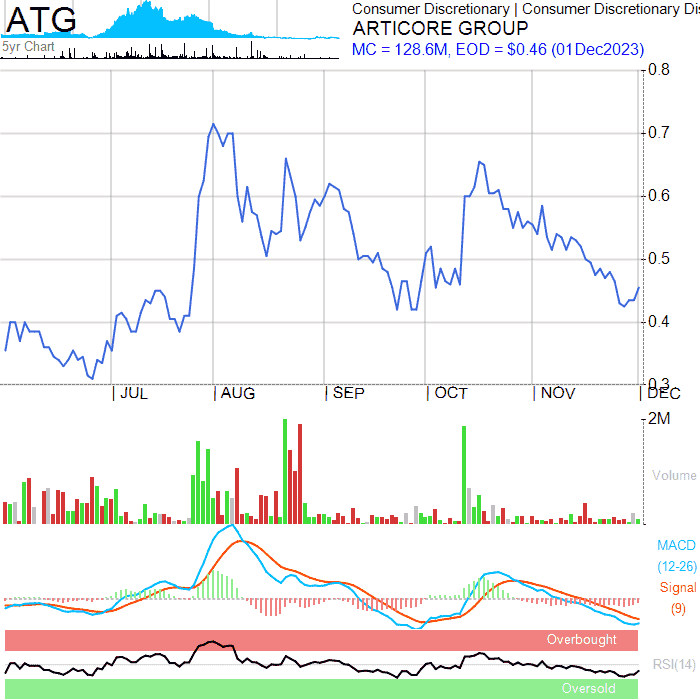 ATG
5yr Chart
Consumer Discretionary | Consumer Discretionary Dis
ARTICORE GROUP
MC = 128.6M, EOD = $0.46 (01Dec2023)
0.8
0.7
0.6
0.5
0.4
0.3
| JUL | AUG | SEP | OCT | NOV | DEC
2M
Volume
MACD
(12-26)
Signal
(9)
Overbought
RSI(14)
Oversold